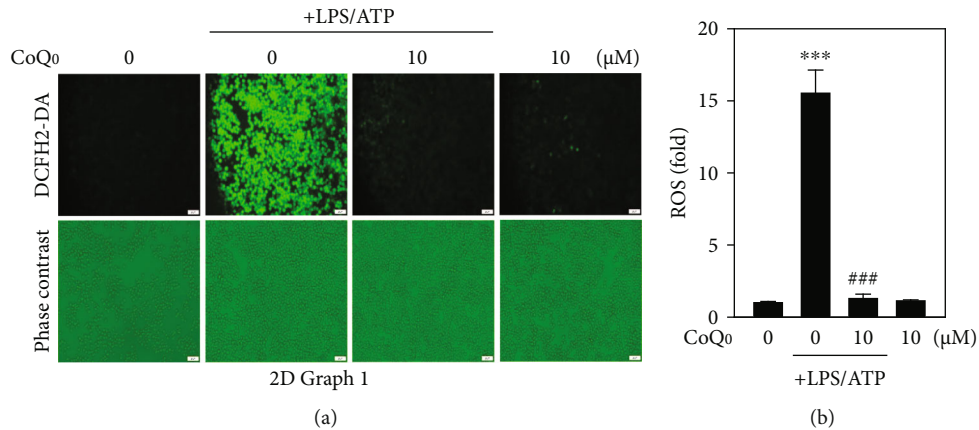 +LPS/ATP
CoQ0 0 0 10 10 (μM)
DCFH2-DA
Phase contrast
2D Graph 1
(a)
20
15
10
5
0
ROS (fold)
***
###
CoQ0 0 0 10 10 (μM)
+LPS/ATP
(b)